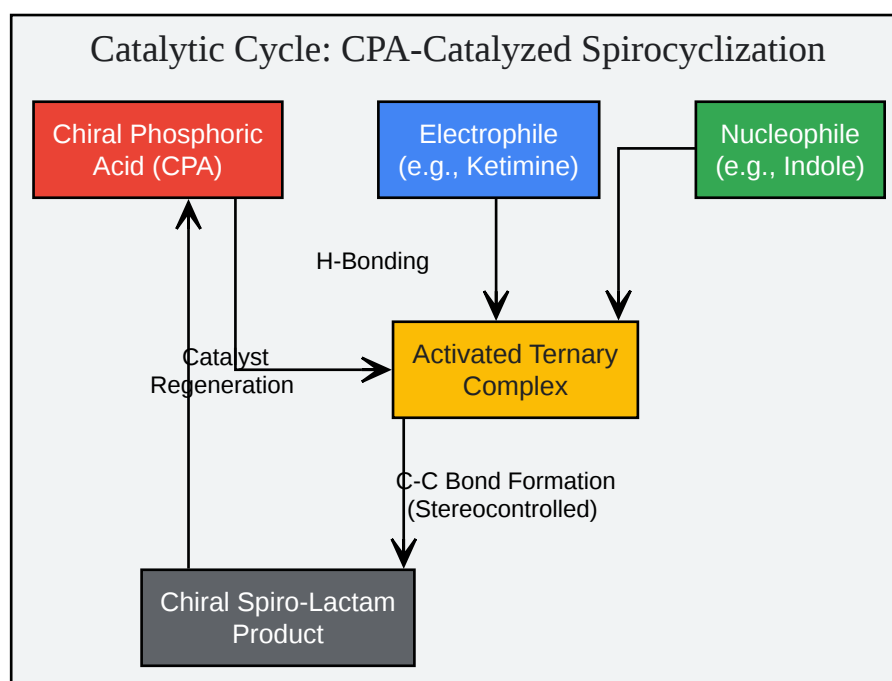 Catalytic Cycle: CPA-Catalyzed Spirocyclization
Chiral Phosphoric
Acid (CPA)
Electrophile
(e.g., Ketimine)
Nucleophile
(e.g., Indole)
H-Bonding
Activated Ternary
Complex
Catalyst
Regeneration
C-C Bond Formation
(Stereocontrolled)
Chiral Spiro-Lactam
Product